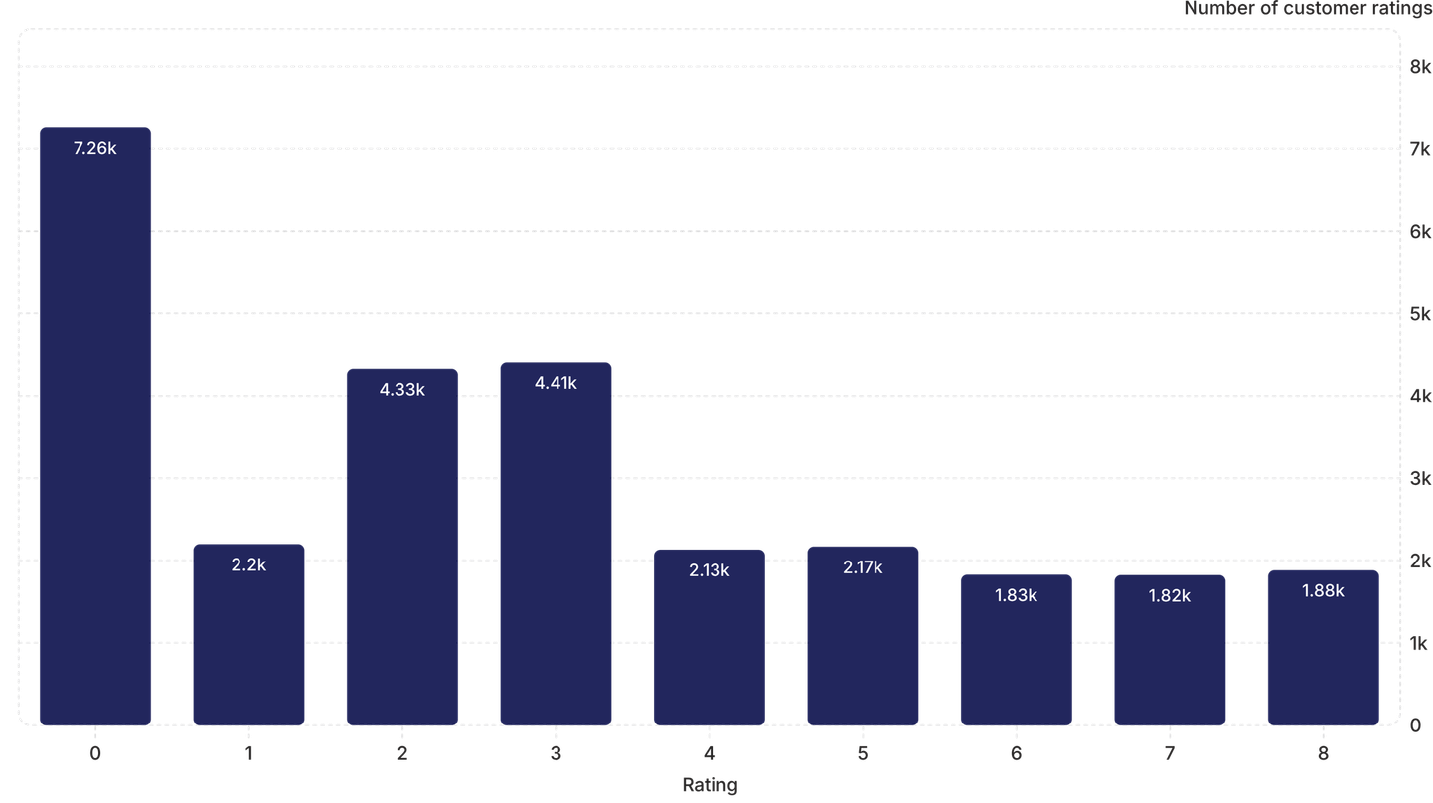 Number of customer ratings
8k
7k
6k
5k
4k
3k
2k
1k
0
7.26k
2.2k
4.33k
4.41k
2.13k
2.17k
1.83k
1.82k
1.88k
0 1 2 3 4 5 6 7 8
Rating